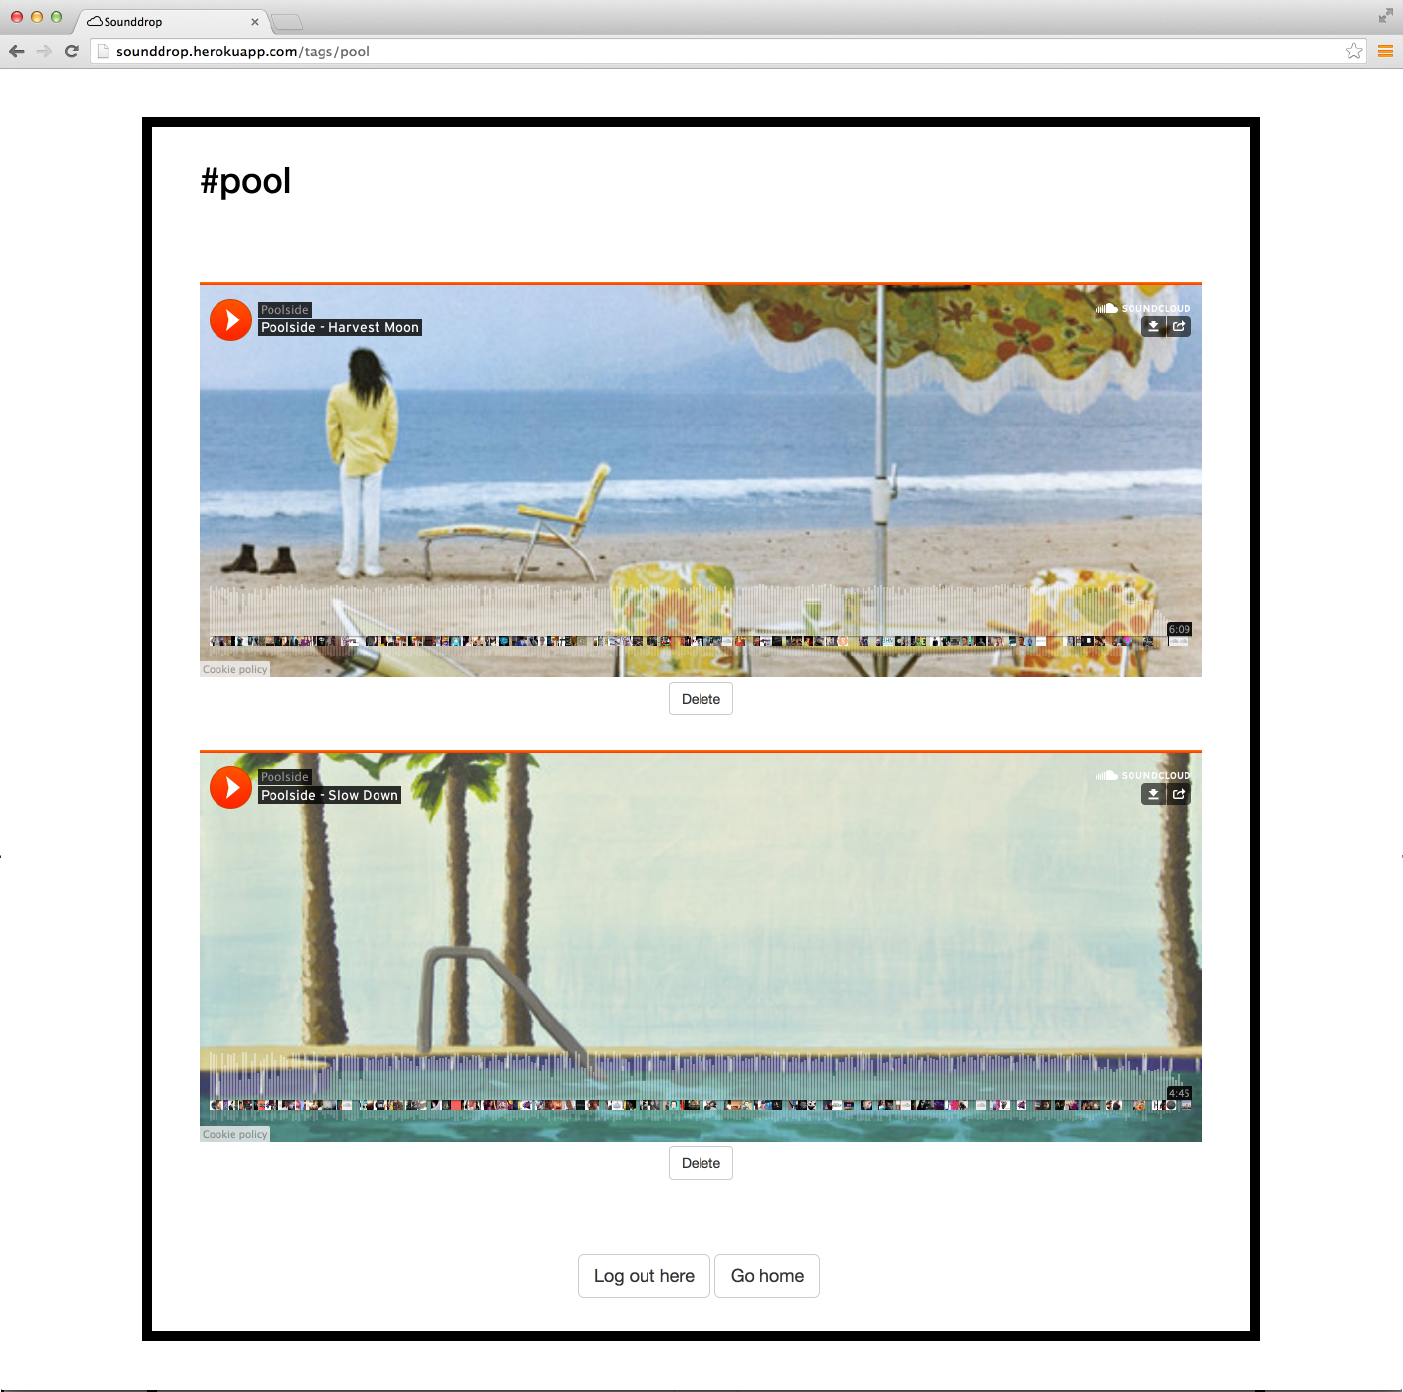 Sounddrop
sounddrop.herokuapp.com/tags/pool
#pool
Poolside
Poolside - Harvest Moon
SOUNDCLOUD
6:09
Cookie policy
Delete
Poolside
Poolside - Slow Down
SOUNDCLOUD
4:45
Cookie policy
Delete
Log out here
Go home